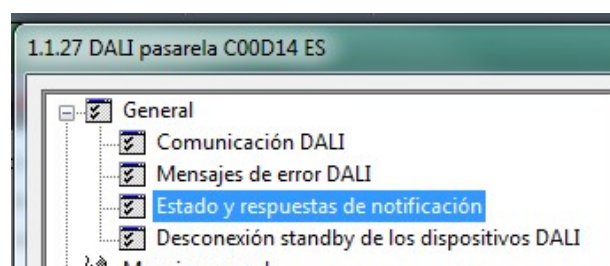 1.1.27 DALI pasarela C00D14 ES
General
Comunicación DALI
Mensajes de error DALI
Estado y respuestas de notificación
Desconexión standby de los dispositivos DALI